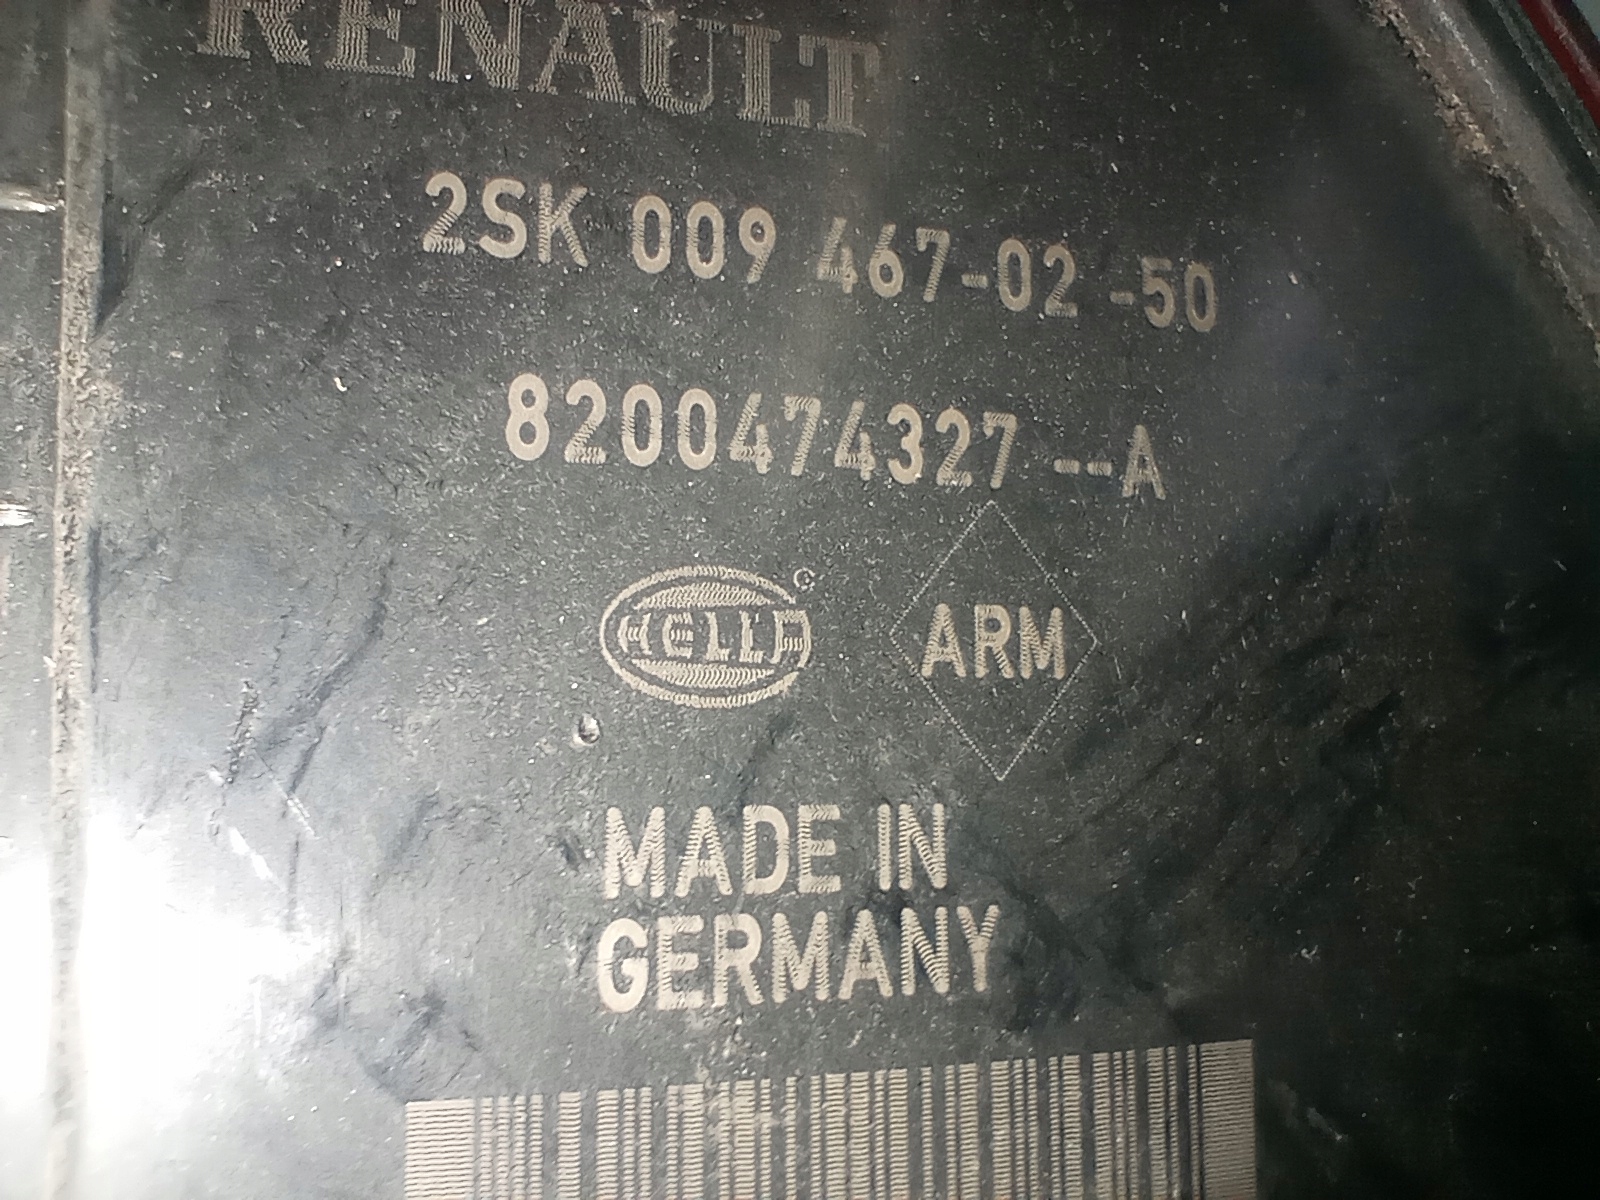 RENAULT
2SK 009 467-02 -50
8200474327 --A
HELLA
ARM
MADE IN
GERMANY